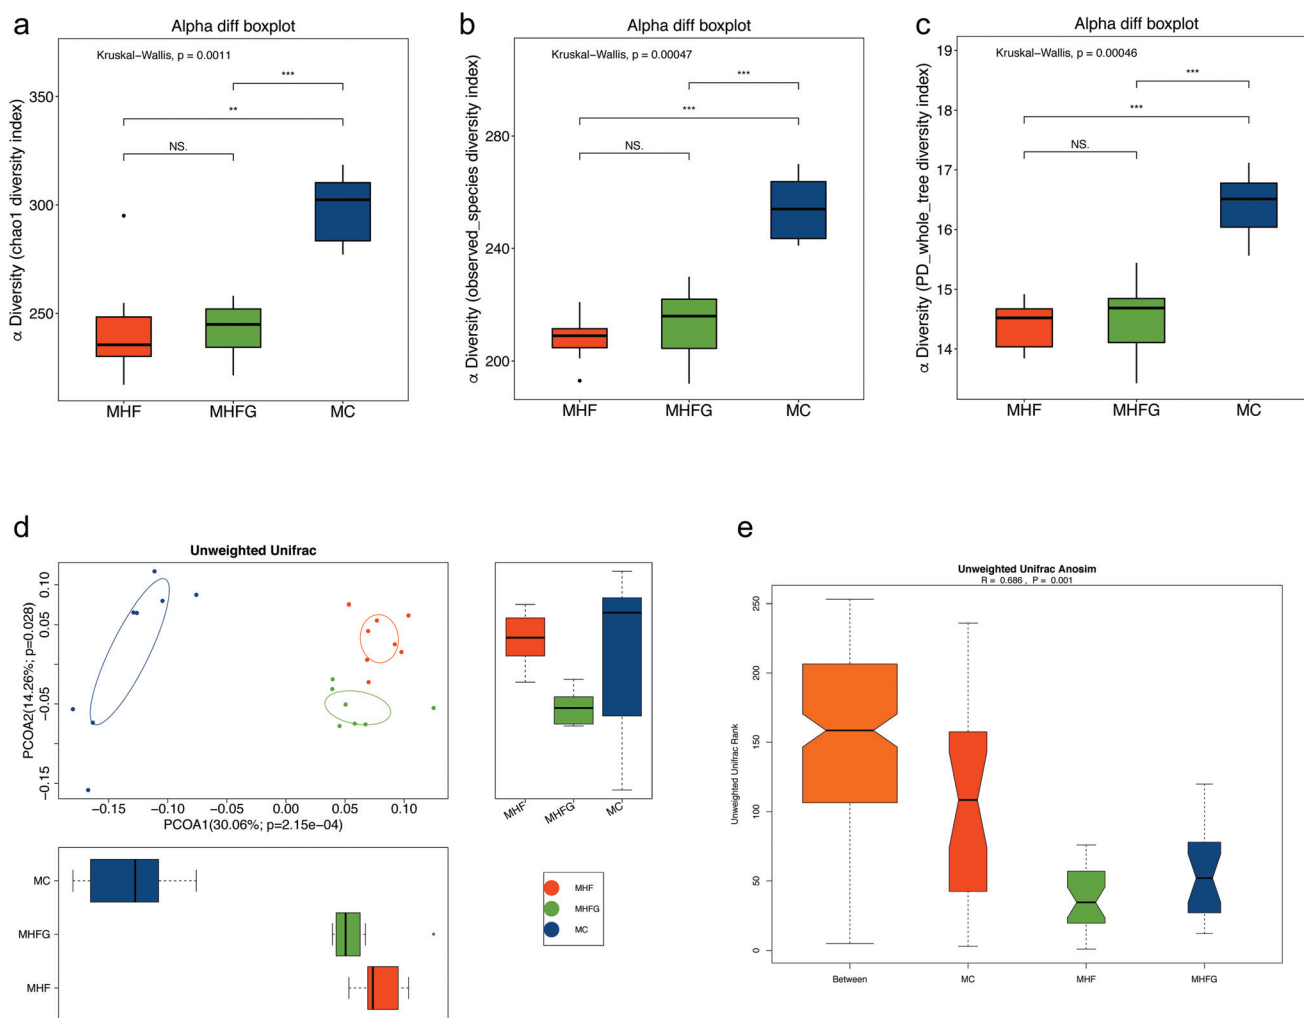 a
Alpha diff boxplot
Kruskal−Wallis, p = 0.0011
***
**
NS.
α Diversity (chao1 diversity index)
350
300
250
MHF
MHFG
MC
b
Alpha diff boxplot
Kruskal−Wallis, p = 0.00047
***
***
NS.
α Diversity (observed_species diversity index)
280
240
200
MHF
MHFG
MC
c
Alpha diff boxplot
Kruskal−Wallis, p = 0.00046
***
***
NS.
α Diversity (PD_whole_tree diversity index)
19
18
17
16
15
14
MHF
MHFG
MC
d
Unweighted Unifrac
PCOA2(14.26%; p=0.028)
0.10
0.05
−0.05
−0.15
−0.15
−0.10
−0.05
0.00
0.05
0.10
PCOA1(30.06%; p=2.15e−04)
MHF
MHFG
MC
MC
MHFG
MHF
MHF
MHFG
MC
e
Unweighted Unifrac Anosim
R = 0.686 , P = 0.001
Unweighted Unifrac Rank
250
200
150
100
50
0
Between
MC
MHF
MHFG